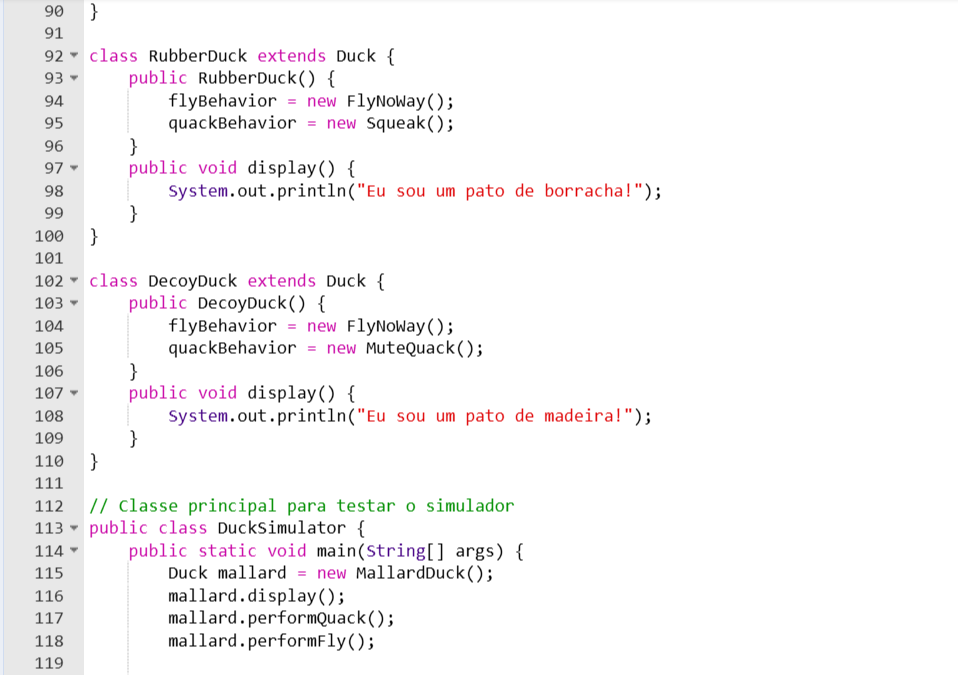 90 }
91
92 class RubberDuck extends Duck {
93     public RubberDuck() {
94         flyBehavior = new FlyNoWay();
95         quackBehavior = new Squeak();
96     }
97     public void display() {
98         System.out.println("Eu sou um pato de borracha!");
99     }
100 }
101
102 class DecoyDuck extends Duck {
103     public DecoyDuck() {
104         flyBehavior = new FlyNoWay();
105         quackBehavior = new MuteQuack();
106     }
107     public void display() {
108         System.out.println("Eu sou um pato de madeira!");
109     }
110 }
111
112 // Classe principal para testar o simulador
113 public class DuckSimulator {
114     public static void main(String[] args) {
115         Duck mallard = new MallardDuck();
116         mallard.display();
117         mallard.performQuack();
118         mallard.performFly();
119